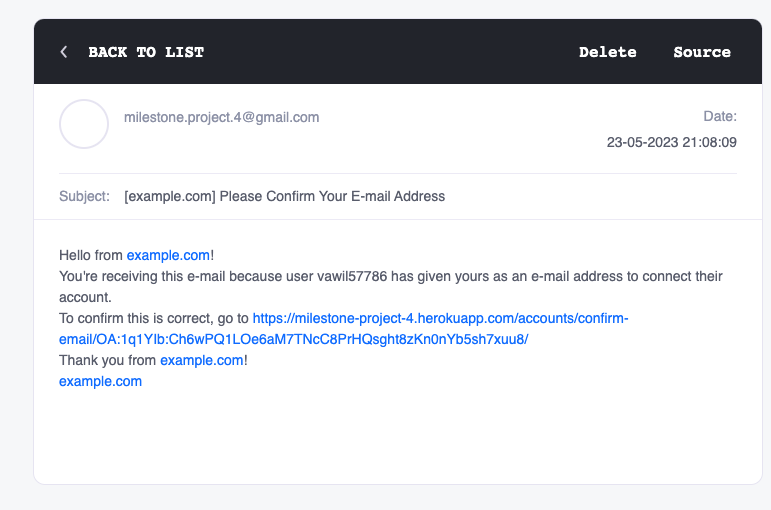 BACK TO LIST Delete Source
milestone.project.4@gmail.com Date:
23-05-2023 21:08:09
Subject: [example.com] Please Confirm Your E-mail Address
Hello from example.com!
You're receiving this e-mail because user vawil57786 has given yours as an e-mail address to connect their
account.
To confirm this is correct, go to https://milestone-project-4.herokuapp.com/accounts/confirm-
email/OA:1q1YIb:Ch6wPQ1LOe6aM7TNcC8PrHQsght8zKn0nYb5sh7xuu8/
Thank you from example.com!
example.com